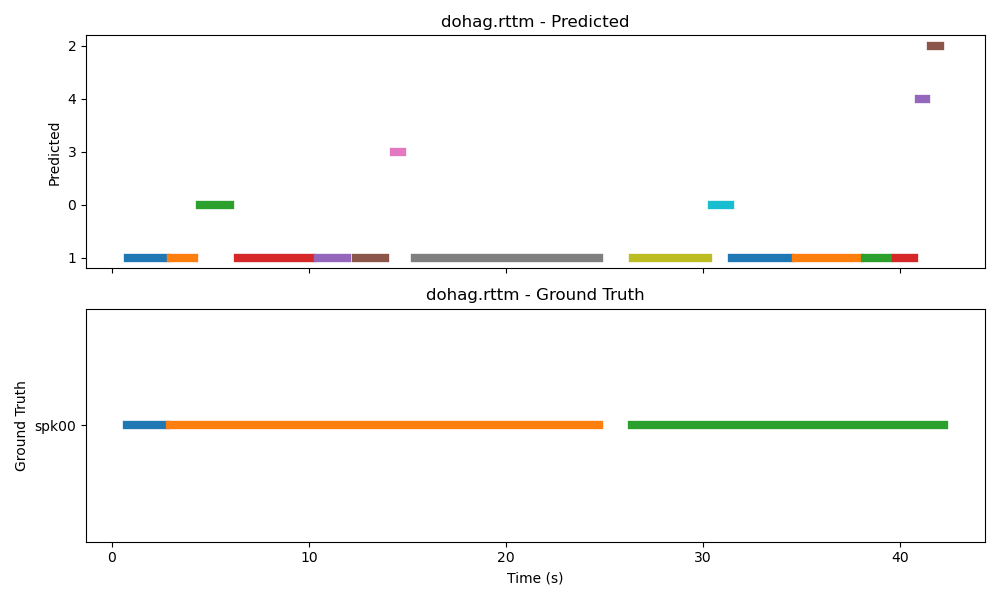 dohag.rttm - Predicted
2
4
3
0
1
Predicted
dohag.rttm - Ground Truth
spk00
Ground Truth
0 10 20 30 40
Time (s)